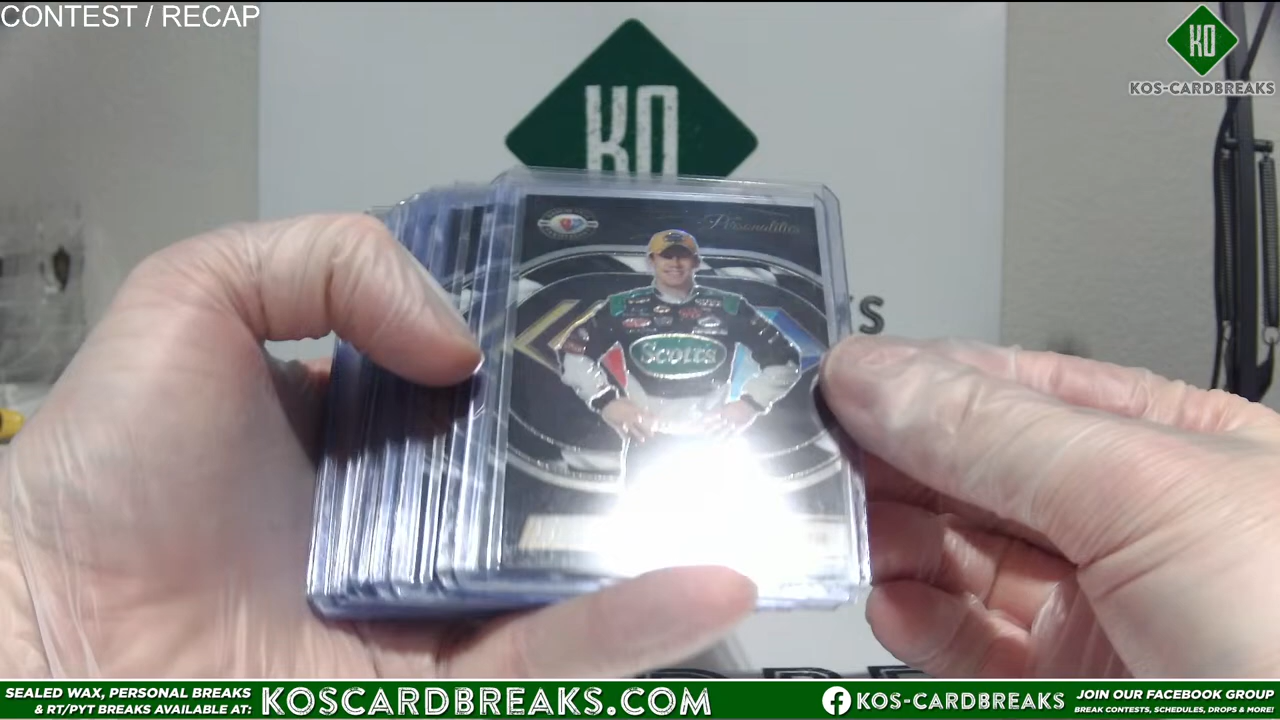 CONTEST / RECAP
KO
KO
KOS-CARDBREAKS
Personalities
Scotts
SEALED WAX, PERSONAL BREAKS
& RT/PYT BREAKS AVAILABLE AT:
KOSCARDBREAKS.COM
KOS-CARDBREAKS
JOIN OUR FACEBOOK GROUP
BREAK CONTESTS, SCHEDULES, DROPS & MORE!